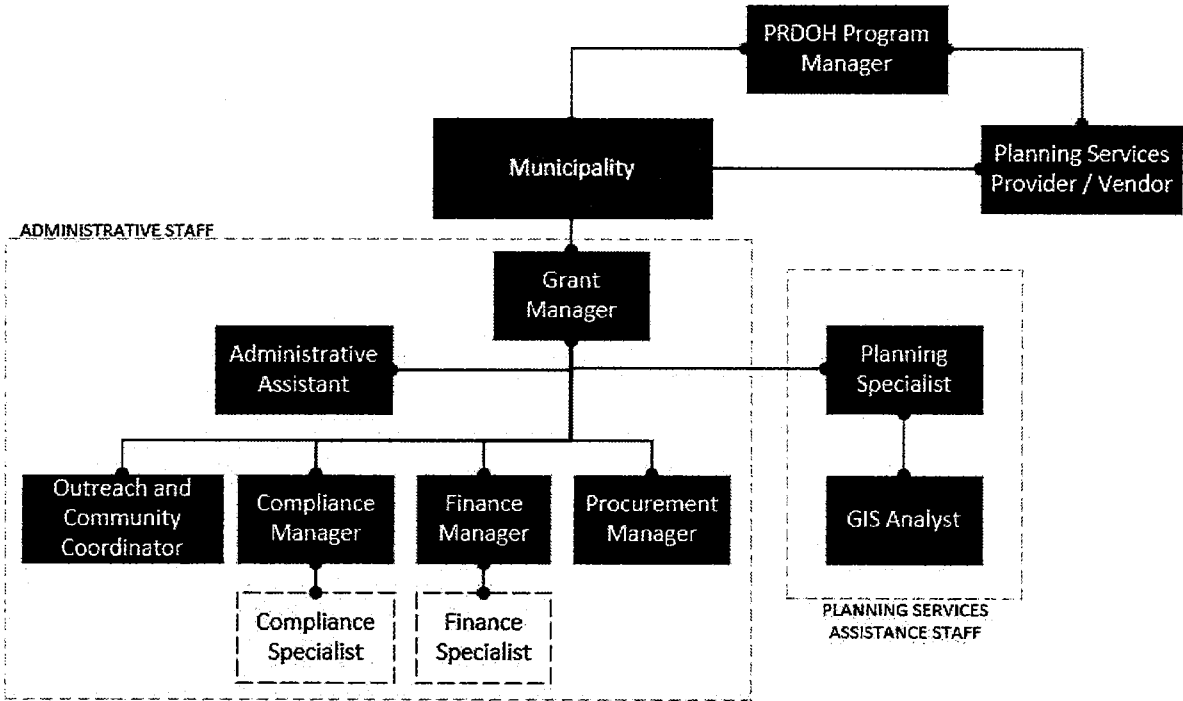 PRDOH Program
Manager
Municipality
Planning Services
Provider / Vendor
ADMINISTRATIVE STAFF
Grant
Manager
Administrative
Assistant
Planning
Specialist
Outreach and
Community
Coordinator
Compliance
Manager
Finance
Manager
Procurement
Manager
GIS Analyst
Compliance
Specialist
Finance
Specialist
PLANNING SERVICES
ASSISTANCE STAFF